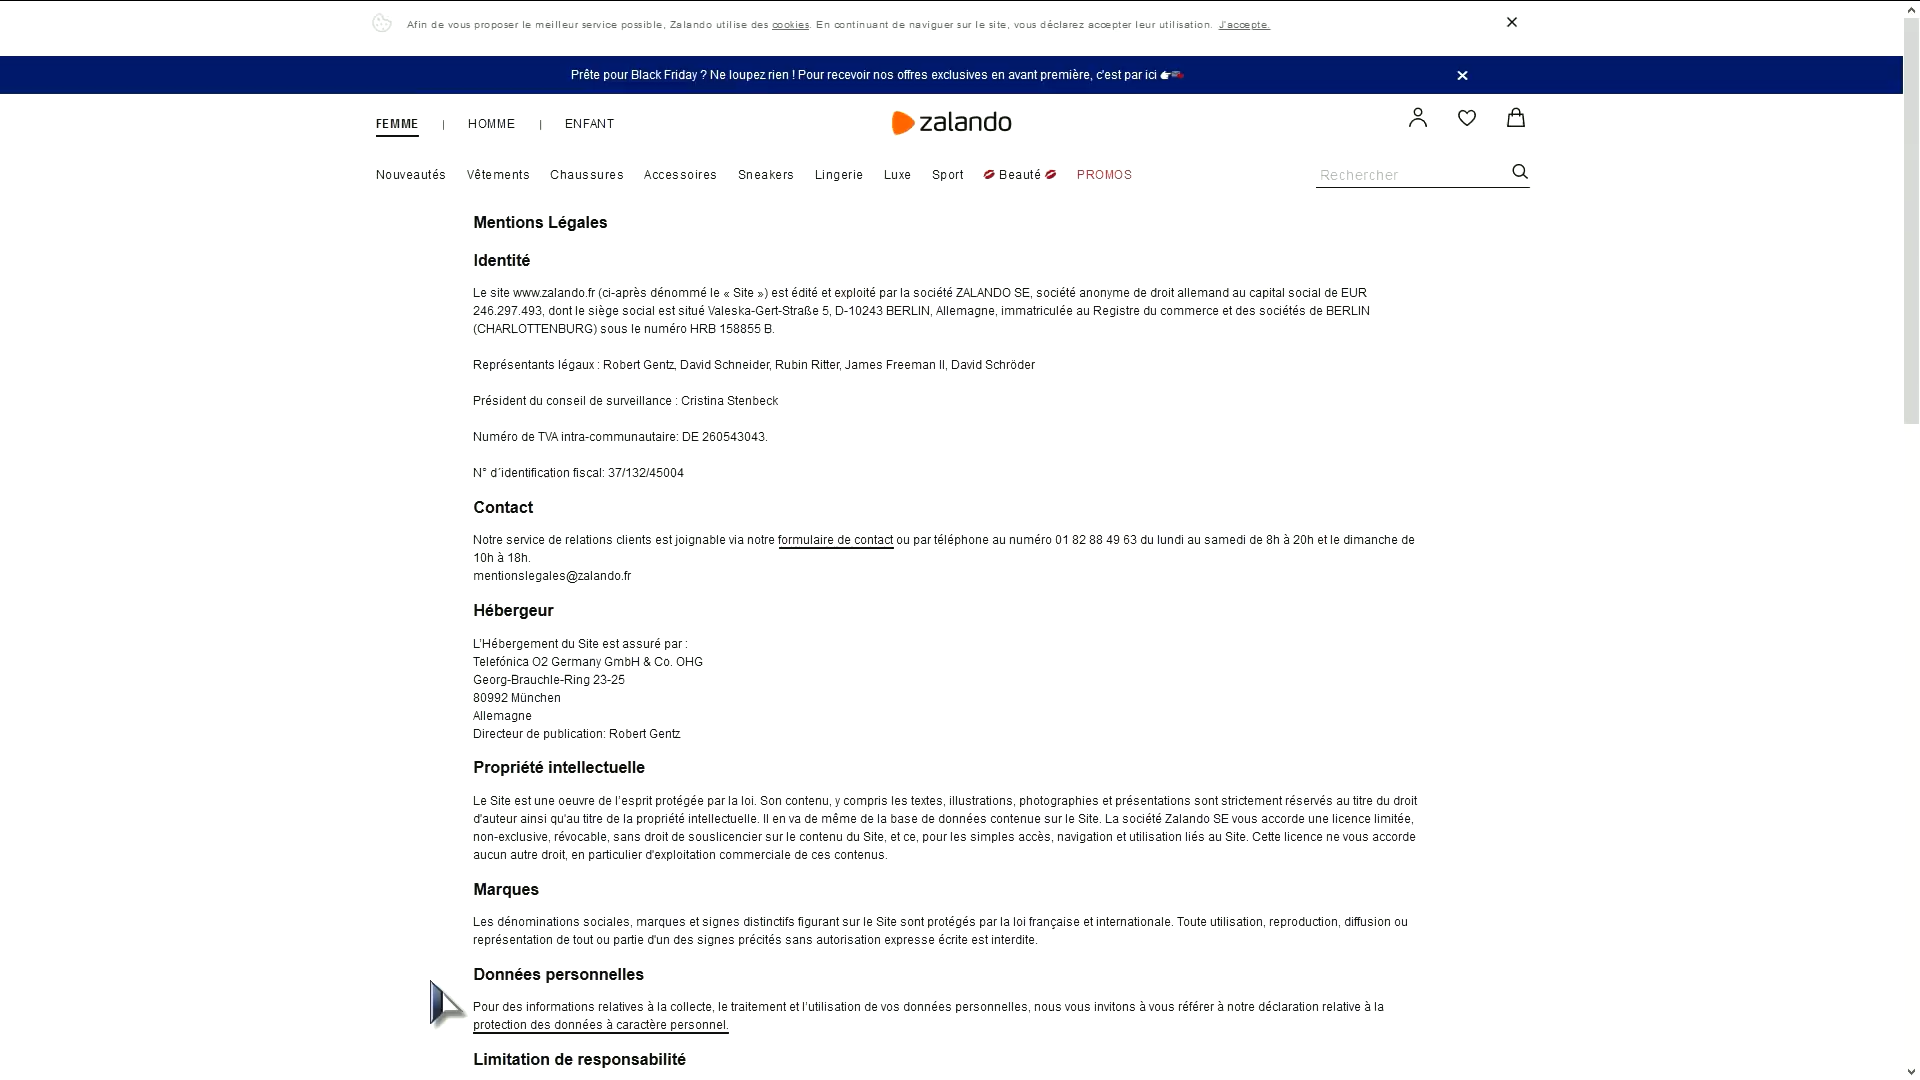 Afin de vous proposer le meilleur service possible, Zalando utilise des cookies. En continuant de naviguer sur le site, vous déclarez accepter leur utilisation. J'accepte.
Prête pour Black Friday ? Ne loupez rien ! Pour recevoir nos offres exclusives en avant première, c'est par ici
FEMME | HOMME | ENFANT
zalando
Nouveautés Vêtements Chaussures Accessoires Sneakers Lingerie Luxe Sport Beauté PROMOS
Rechercher
Mentions Légales
Identité
Le site www.zalando.fr (ci-après dénommé le « Site ») est édité et exploité par la société ZALANDO SE, société anonyme de droit allemand au capital social de EUR
246.297.493, dont le siège social est situé Valeska-Gert-Straße 5, D-10243 BERLIN, Allemagne, immatriculée au Registre du commerce et des sociétés de BERLIN
(CHARLOTTENBURG) sous le numéro HRB 158855 B.
Représentants légaux : Robert Gentz, David Schneider, Rubin Ritter, James Freeman II, David Schröder
Président du conseil de surveillance : Cristina Stenbeck
Numéro de TVA intra-communautaire: DE 260543043.
N° d´identification fiscal: 37/132/45004
Contact
Notre service de relations clients est joignable via notre formulaire de contact ou par téléphone au numéro 01 82 88 49 63 du lundi au samedi de 8h à 20h et le dimanche de
10h à 18h.
mentionslegales@zalando.fr
Hébergeur
L'Hébergement du Site est assuré par :
Telefónica O2 Germany GmbH & Co. OHG
Georg-Brauchle-Ring 23-25
80992 München
Allemagne
Directeur de publication: Robert Gentz
Propriété intellectuelle
Le Site est une oeuvre de l'esprit protégée par la loi. Son contenu, y compris les textes, illustrations, photographies et présentations sont strictement réservés au titre du droit
d'auteur ainsi qu'au titre de la propriété intellectuelle. Il en va de même de la base de données contenue sur le Site. La société Zalando SE vous accorde une licence limitée,
non-exclusive, révocable, sans droit de souslicencier sur le contenu du Site, et ce, pour les simples accès, navigation et utilisation liés au Site. Cette licence ne vous accorde
aucun autre droit, en particulier d'exploitation commerciale de ces contenus.
Marques
Les dénominations sociales, marques et signes distinctifs figurant sur le Site sont protégés par la loi française et internationale. Toute utilisation, reproduction, diffusion ou
représentation de tout ou partie d'un des signes précités sans autorisation expresse écrite est interdite.
Données personnelles
Pour des informations relatives à la collecte, le traitement et l'utilisation de vos données personnelles, nous vous invitons à vous référer à notre déclaration relative à la
protection des données à caractère personnel.
Limitation de responsabilité